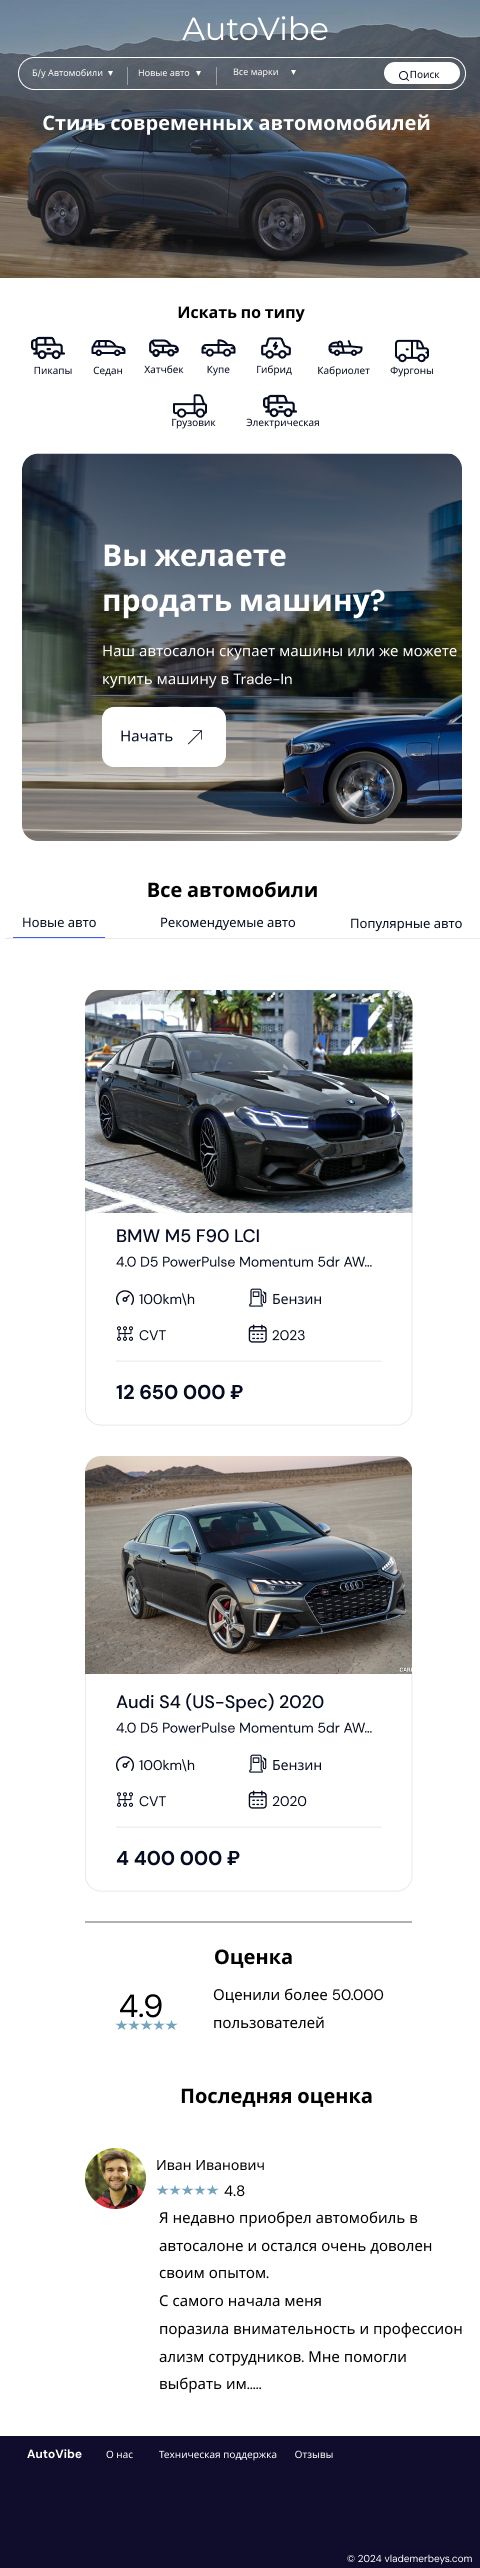 AutoVibe
Б/у Автомобили ▼ Новые авто ▼ Все марки ▼ Поиск
Стиль современных автомомобилей
Искать по типу
Пикапы Седан Хатчбек Купе Гибрид Кабриолет Фургоны
Грузовик Электрическая
Вы желаете
продать машину?
Наш автосалон скупает машины или же можете
купить машину в Trade-In
Начать
Все автомобили
Новые авто Рекомендуемые авто Популярные авто
BMW M5 F90 LCI
4.0 D5 PowerPulse Momentum 5dr AW...
100km\h Бензин
CVT 2023
12 650 000 ₽
Audi S4 (US-Spec) 2020
4.0 D5 PowerPulse Momentum 5dr AW...
100km\h Бензин
CVT 2020
4 400 000 ₽
Оценка
4.9
Оценили более 50.000
пользователей
Последняя оценка
Иван Иванович
4.8
Я недавно приобрел автомобиль в
автосалоне и остался очень доволен
своим опытом.
С самого начала меня
поразила внимательность и профессион
ализм сотрудников. Мне помогли
выбрать им.....
AutoVibe О нас Техническая поддержка Отзывы
© 2024 vlademerbeys.com